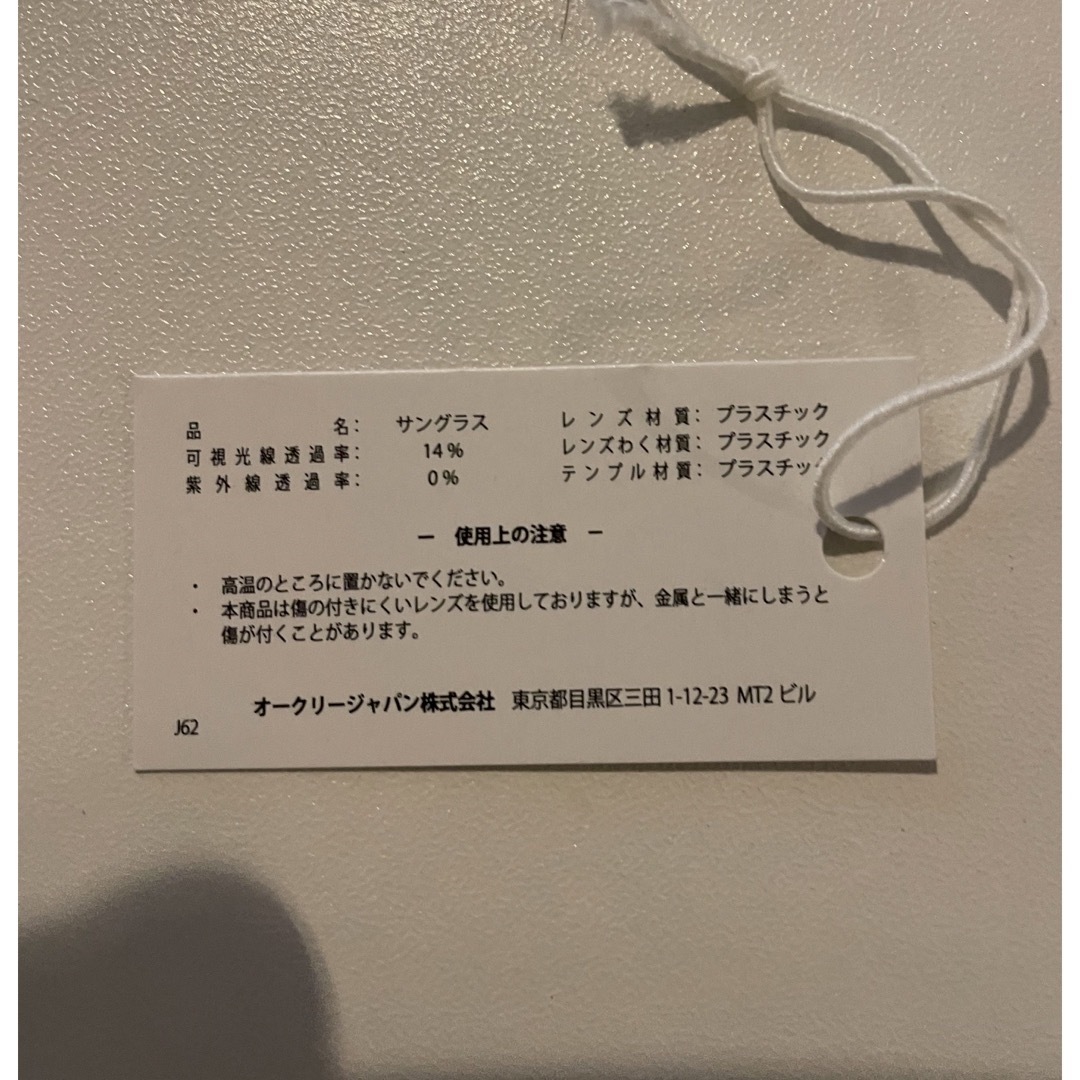 品名： サングラス
可視光線透過率： 14%
紫外線透過率： 0%
レンズ材質： プラスチック
レンズわく材質： プラスチック
テンプル材質： プラスチック
－ 使用上の注意 －
・ 高温のところに置かないでください。
・ 本商品は傷の付きにくいレンズを使用しておりますが、金属と一緒にしまうと
傷が付くことがあります。
オークリージャパン株式会社 東京都目黒区三田 1-12-23 MT2 ビル
J62